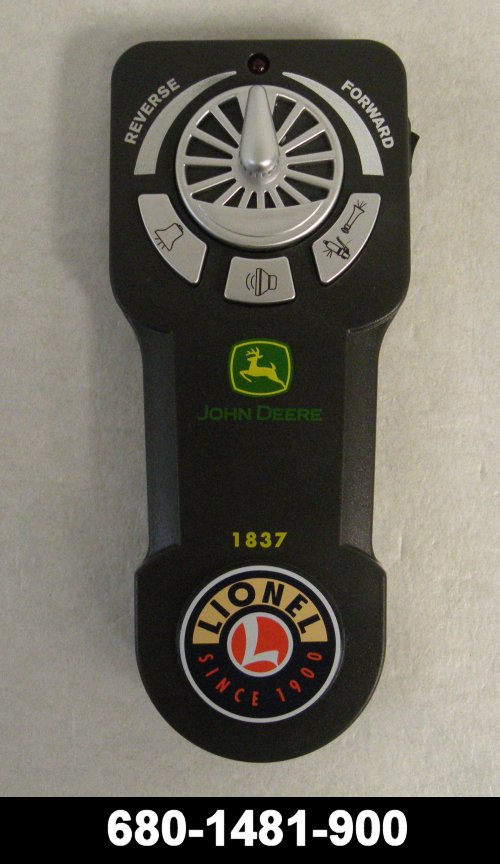 REVERSE
FORWARD
JOHN DEERE
1837
LIONEL
L
SINCE 1900
680-1481-900